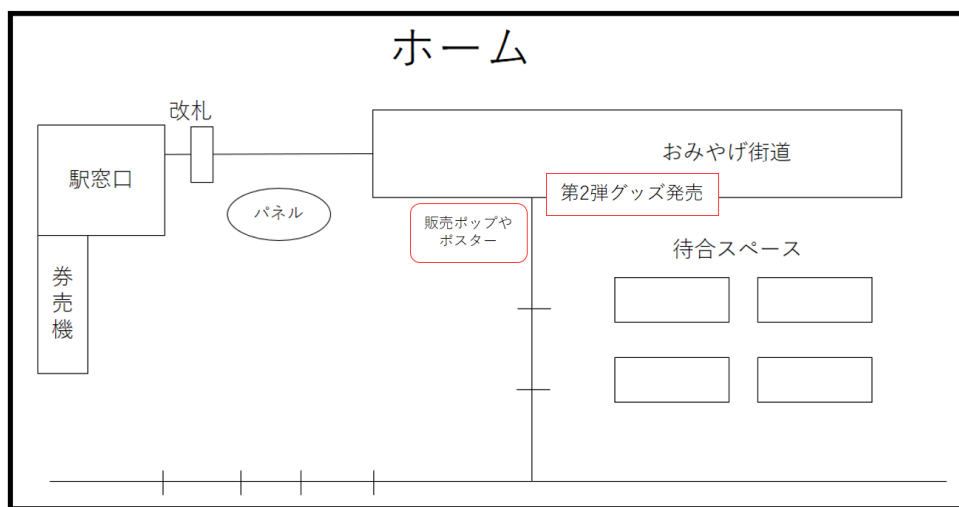 ホーム
改札
駅窓口
おみやげ街道
第2弾グッズ発売
パネル
販売ポップや
ポスター
待合スペース
券売機